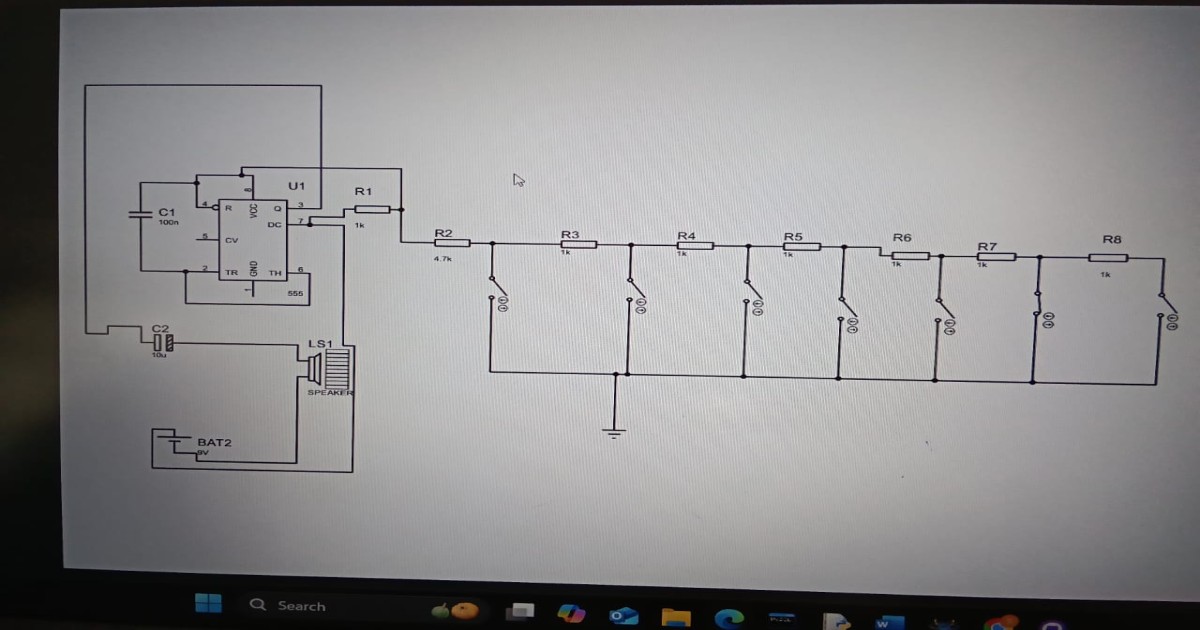 U1
R1
1k
C1
100n
4
R
VCC
8
Q
3
DC
7
5
CV
2
TR
GND
1
TH
6
555
R2
4.7k
R3
1k
R4
1k
R5
1k
R6
1k
R7
1k
R8
1k
C2
10u
LS1
SPEAKER
BAT2
9V
Search
W